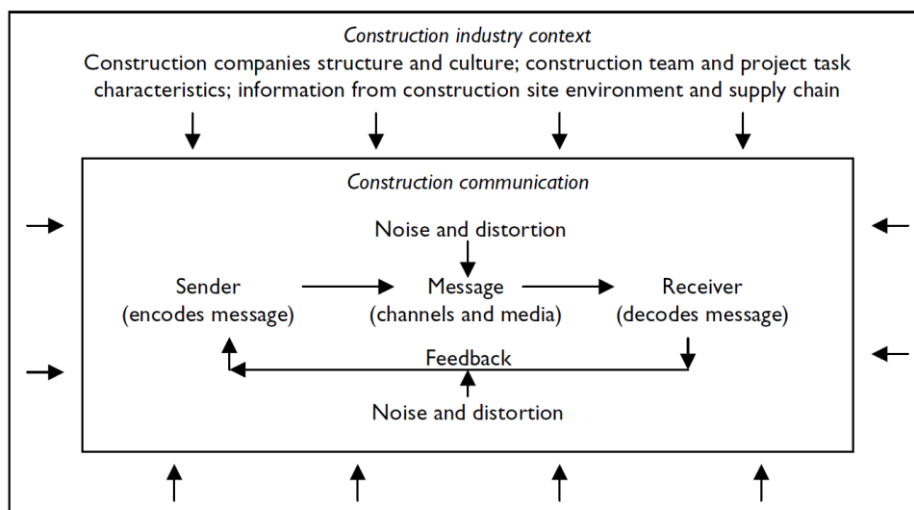 Construction industry context
Construction companies structure and culture; construction team and project task
characteristics; information from construction site environment and supply chain
Construction communication
Noise and distortion
Sender
(encodes message)
Message
(channels and media)
Receiver
(decodes message)
Feedback
Noise and distortion